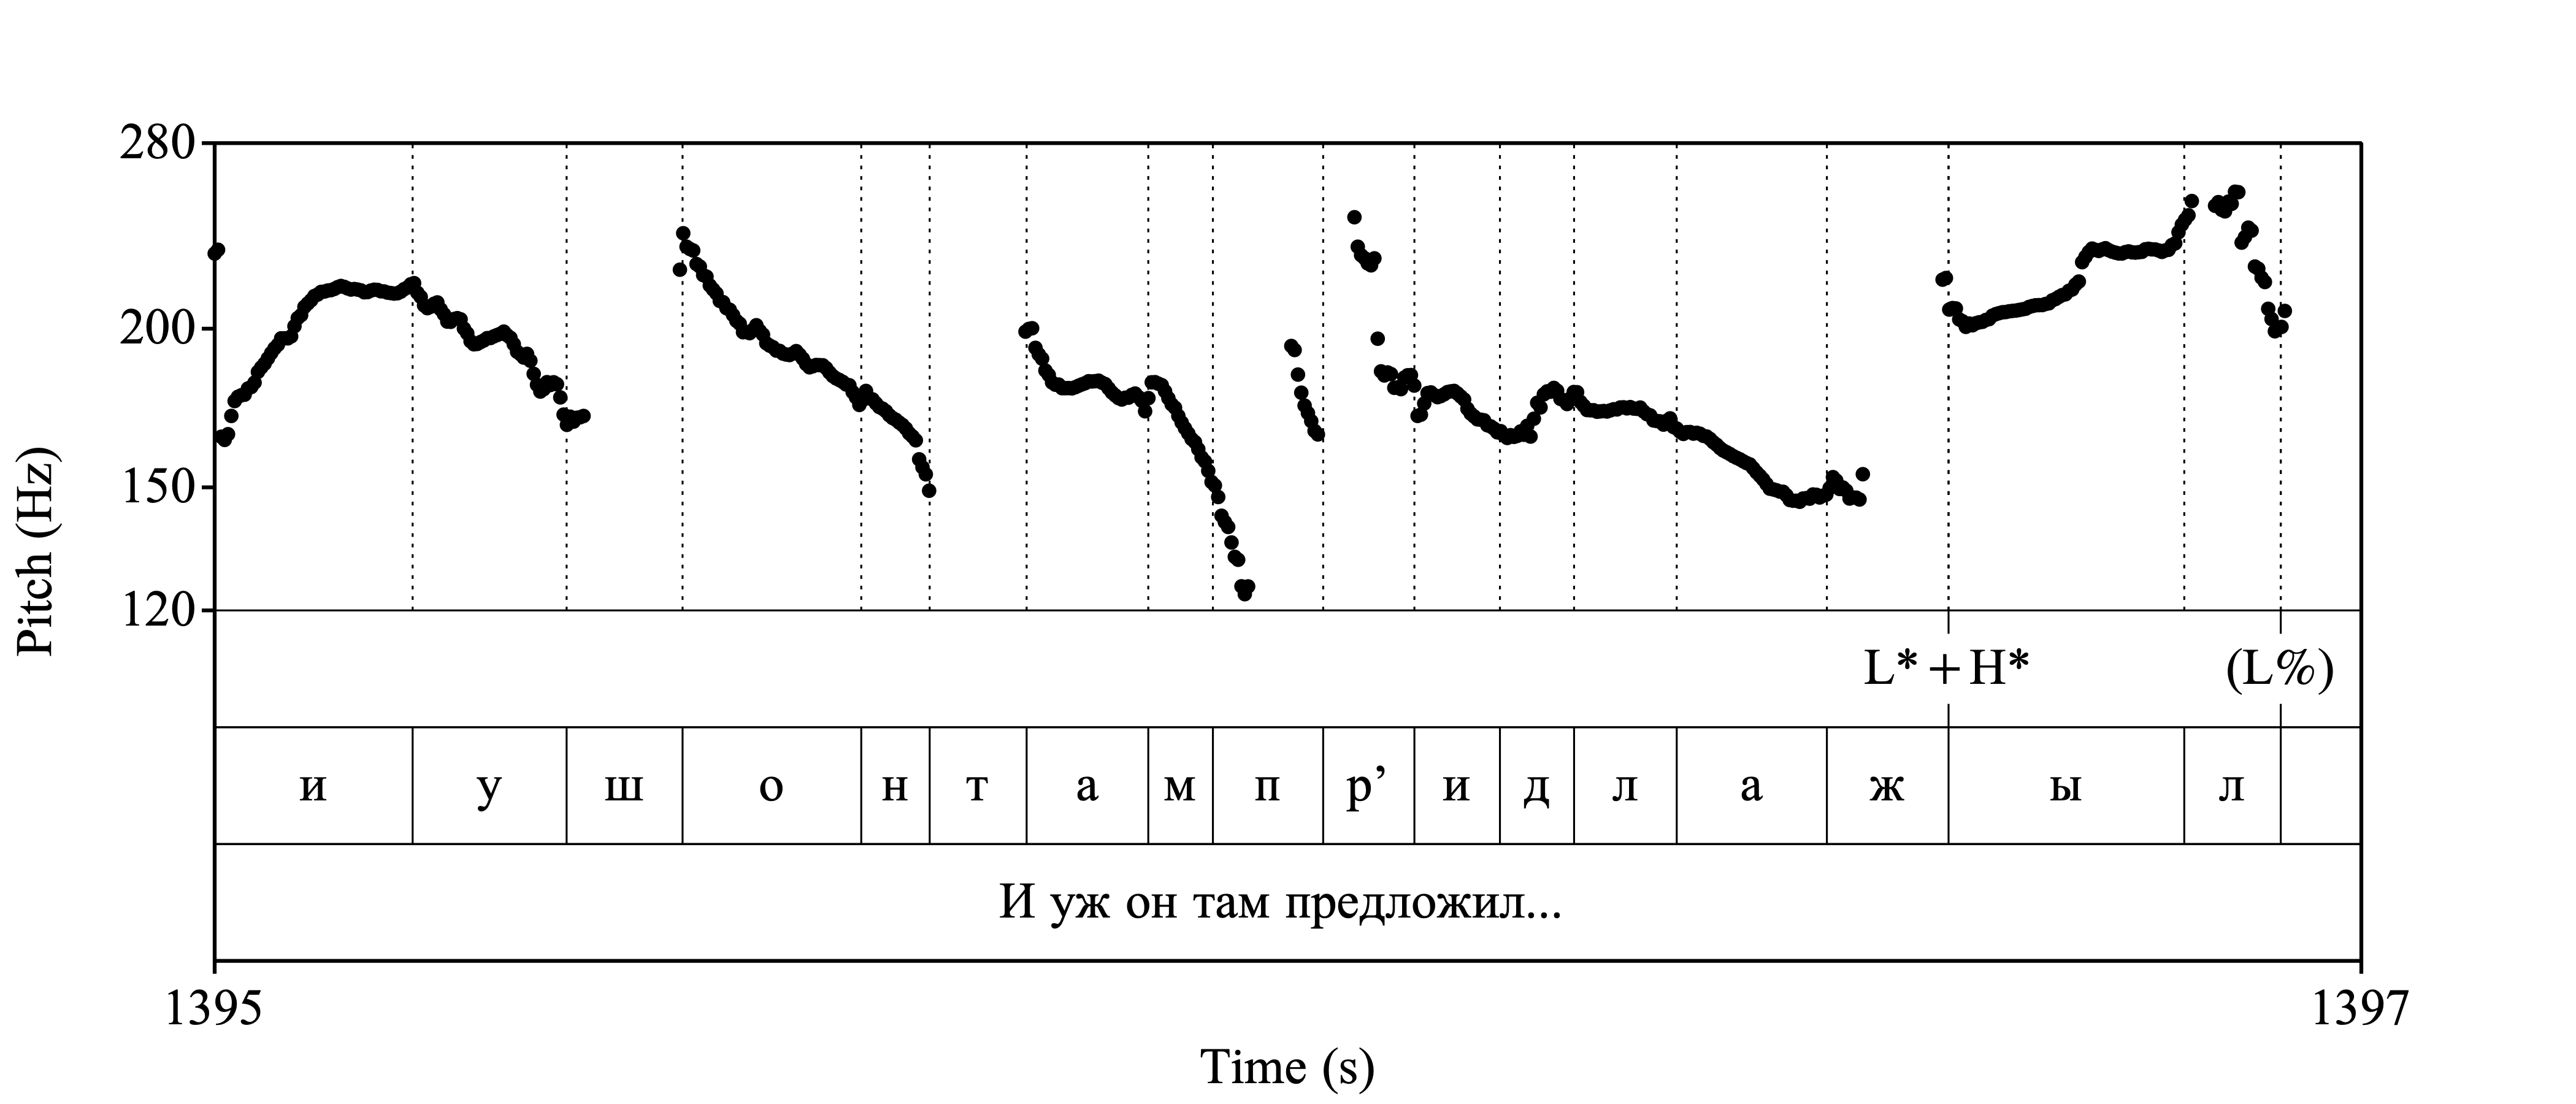 280
200
150
120
Pitch (Hz)
L*+H* (L%)
и у ш о н т а м п р’ и д л а ж ы л
И уж он там предложил...
1395 1397
Time (s)